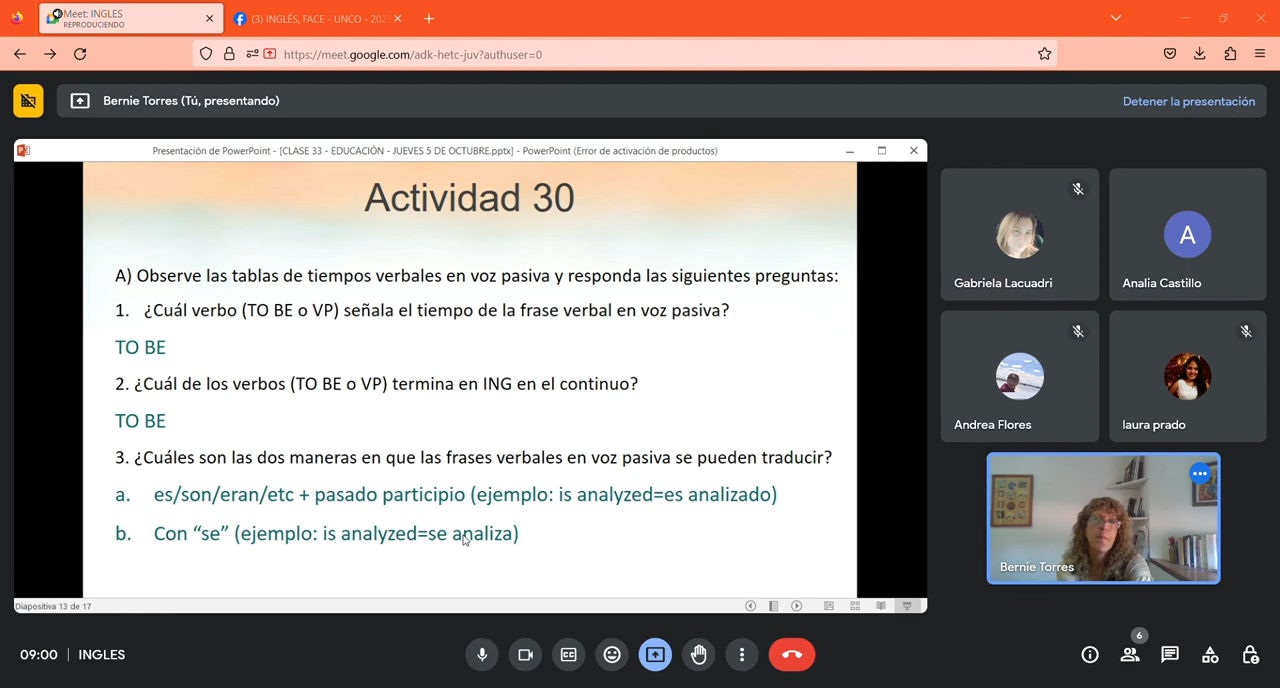 Meet: INGLES
REPRODUCIENDO
(3) INGLÉS, FACE - UNCO - 202
https://meet.google.com/adk-hetc-juv?authuser=0
Bernie Torres (Tú, presentando)
Detener la presentación
Presentación de PowerPoint - [CLASE 33 - EDUCACIÓN - JUEVES 5 DE OCTUBRE.pptx] - PowerPoint (Error de activación de productos)
Actividad 30
A) Observe las tablas de tiempos verbales en voz pasiva y responda las siguientes preguntas:
1. ¿Cuál verbo (TO BE o VP) señala el tiempo de la frase verbal en voz pasiva?
TO BE
2. ¿Cuál de los verbos (TO BE o VP) termina en ING en el continuo?
TO BE
3. ¿Cuáles son las dos maneras en que las frases verbales en voz pasiva se pueden traducir?
a. es/son/eran/etc + pasado participio (ejemplo: is analyzed=es analizado)
b. Con “se” (ejemplo: is analyzed=se analiza)
Diapositiva 13 de 17
Gabriela Lacuadri
A
Analia Castillo
Andrea Flores
laura prado
Bernie Torres
09:00 | INGLES
6